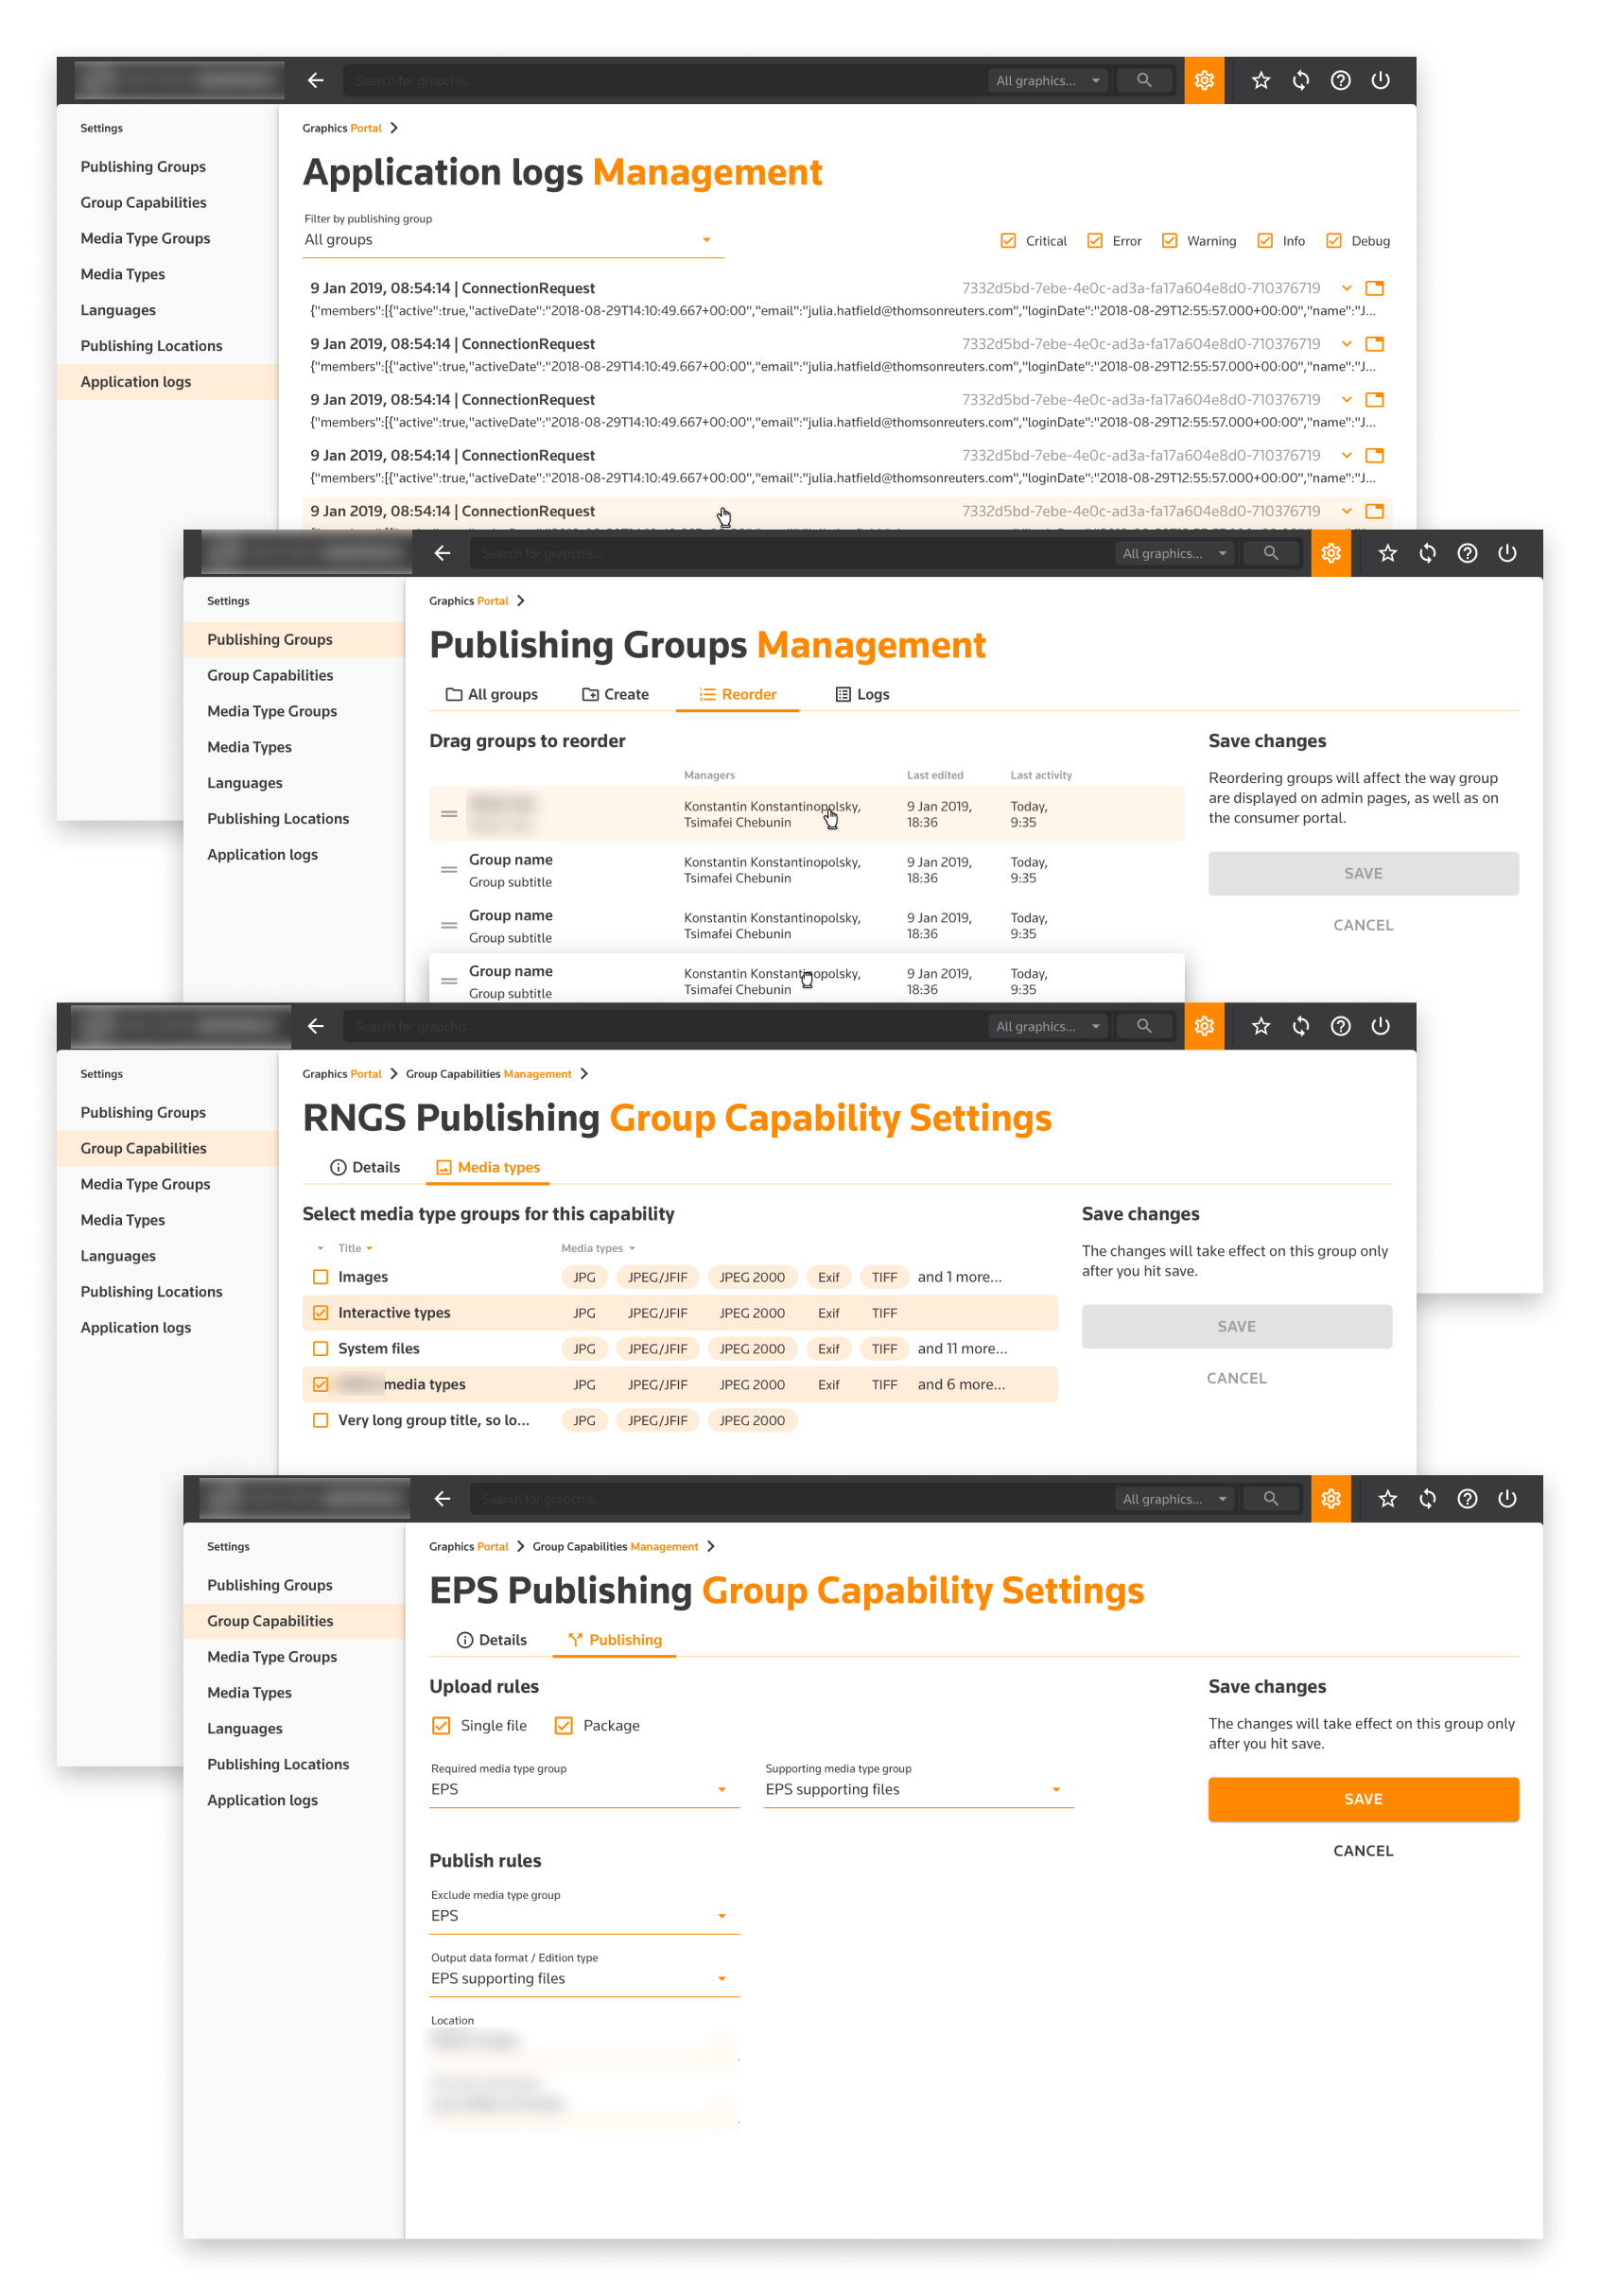 Search for grapchis...
All graphics...
Settings
Publishing Groups
Group Capabilities
Media Type Groups
Media Types
Languages
Publishing Locations
Application logs
Graphics Portal
Application logs Management
Filter by publishing group
All groups
Critical Error Warning Info Debug
9 Jan 2019, 08:54:14 | ConnectionRequest 7332d5bd-7ebe-4e0c-ad3a-fa17a604e8d0-710376719
{"members":[{"active":true,"activeDate":"2018-08-29T14:10:49.667+00:00","email":"julia.hatfield@thomsonreuters.com","loginDate":"2018-08-29T12:55:57.000+00:00","name":"J...
9 Jan 2019, 08:54:14 | ConnectionRequest 7332d5bd-7ebe-4e0c-ad3a-fa17a604e8d0-710376719
{"members":[{"active":true,"activeDate":"2018-08-29T14:10:49.667+00:00","email":"julia.hatfield@thomsonreuters.com","loginDate":"2018-08-29T12:55:57.000+00:00","name":"J...
9 Jan 2019, 08:54:14 | ConnectionRequest 7332d5bd-7ebe-4e0c-ad3a-fa17a604e8d0-710376719
{"members":[{"active":true,"activeDate":"2018-08-29T14:10:49.667+00:00","email":"julia.hatfield@thomsonreuters.com","loginDate":"2018-08-29T12:55:57.000+00:00","name":"J...
9 Jan 2019, 08:54:14 | ConnectionRequest 7332d5bd-7ebe-4e0c-ad3a-fa17a604e8d0-710376719
{"members":[{"active":true,"activeDate":"2018-08-29T14:10:49.667+00:00","email":"julia.hatfield@thomsonreuters.com","loginDate":"2018-08-29T12:55:57.000+00:00","name":"J...
9 Jan 2019, 08:54:14 | ConnectionRequest 7332d5bd-7ebe-4e0c-ad3a-fa17a604e8d0-710376719
Search for grapchis...
All graphics...
Settings
Publishing Groups
Group Capabilities
Media Type Groups
Media Types
Languages
Publishing Locations
Application logs
Graphics Portal
Publishing Groups Management
All groups Create Reorder Logs
Drag groups to reorder
Managers Last edited Last activity
Konstantin Konstantinopolsky, 9 Jan 2019, Today,
Tsimafei Chebunin 18:36 9:35
Group name Konstantin Konstantinopolsky, 9 Jan 2019, Today,
Group subtitle Tsimafei Chebunin 18:36 9:35
Group name Konstantin Konstantinopolsky, 9 Jan 2019, Today,
Group subtitle Tsimafei Chebunin 18:36 9:35
Group name Konstantin Konstantinopolsky, 9 Jan 2019, Today,
Group subtitle Tsimafei Chebunin 18:36 9:35
Save changes
Reordering groups will affect the way group
are displayed on admin pages, as well as on
the consumer portal.
SAVE
CANCEL
Search for grapchis...
All graphics...
Settings
Publishing Groups
Group Capabilities
Media Type Groups
Media Types
Languages
Publishing Locations
Application logs
Graphics Portal Group Capabilities Management
RNGS Publishing Group Capability Settings
Details Media types
Select media type groups for this capability
Title Media types
Images JPG JPEG/JFIF JPEG 2000 Exif TIFF and 1 more...
Interactive types JPG JPEG/JFIF JPEG 2000 Exif TIFF
System files JPG JPEG/JFIF JPEG 2000 Exif TIFF and 11 more...
media types JPG JPEG/JFIF JPEG 2000 Exif TIFF and 6 more...
Very long group title, so lo... JPG JPEG/JFIF JPEG 2000
Save changes
The changes will take effect on this group only
after you hit save.
SAVE
CANCEL
Search for grapchis...
All graphics...
Settings
Publishing Groups
Group Capabilities
Media Type Groups
Media Types
Languages
Publishing Locations
Application logs
Graphics Portal Group Capabilities Management
EPS Publishing Group Capability Settings
Details Publishing
Upload rules
Single file Package
Required media type group Supporting media type group
EPS EPS supporting files
Publish rules
Exclude media type group
EPS
Output data format / Edition type
EPS supporting files
Location
Save changes
The changes will take effect on this group only
after you hit save.
SAVE
CANCEL